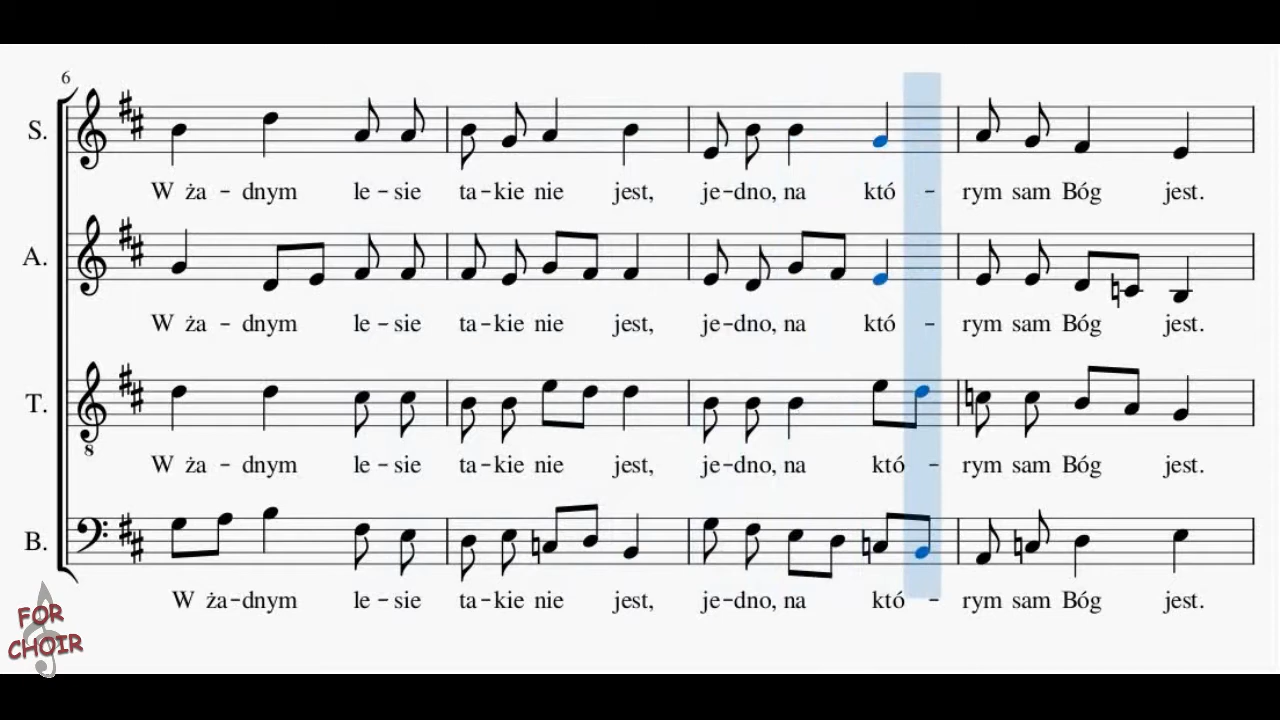 6
S.
W ża – dnym le – sie ta – kie nie jest, je – dno, na któ – rym sam Bóg jest.
A.
W ża – dnym le – sie ta – kie nie jest, je – dno, na któ – rym sam Bóg jest.
T.
8
W ża – dnym le – sie ta – kie nie jest, je – dno, na któ – rym sam Bóg jest.
B.
W ża – dnym le – sie ta – kie nie jest, je – dno, na któ – rym sam Bóg jest.
FOR
CHOIR